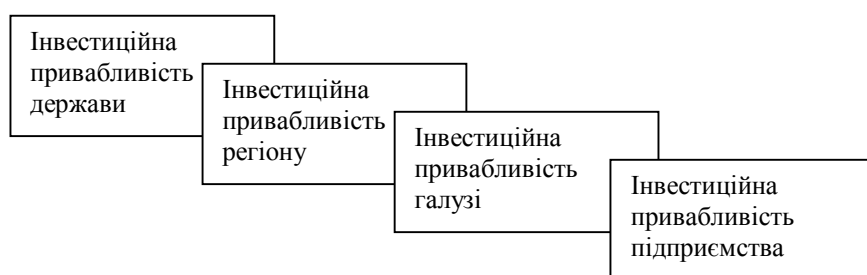 Інвестиційна
привабливість
держави
Інвестиційна
привабливість
регіону
Інвестиційна
привабливість
галузі
Інвестиційна
привабливість
підприємства